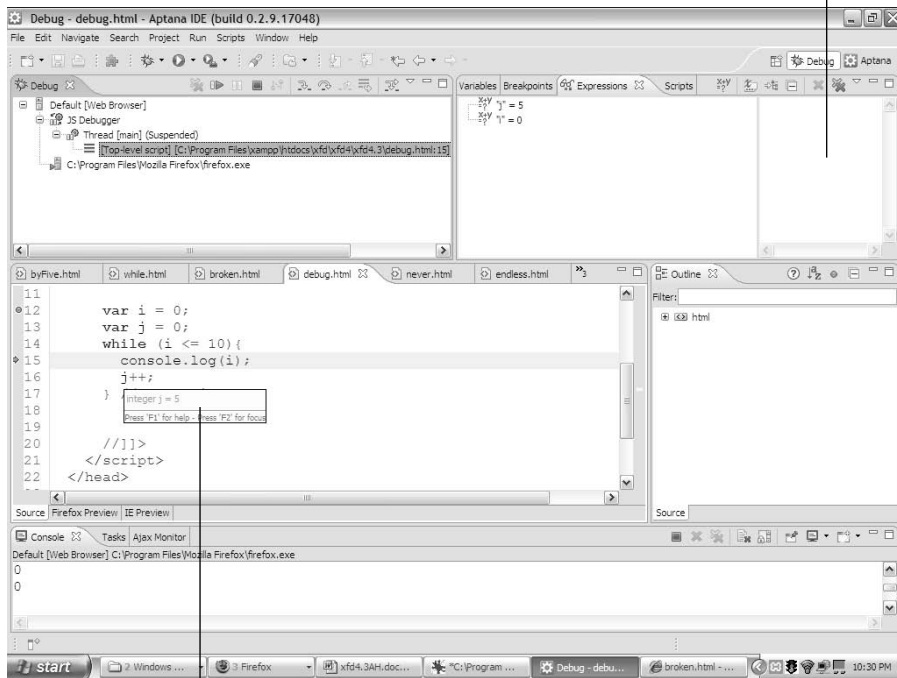 Debug - debug.html - Aptana IDE (build 0.2.9.17048)
File Edit Navigate Search Project Run Scripts Window Help
Debug Aptana
Debug
Default [Web Browser]
JS Debugger
Thread [main] (Suspended)
[Top-level script] [C:\Program Files\xampp\htdocs\xfd\xfd4\xfd4.3\debug.html:15]
C:\Program Files\Mozilla Firefox\firefox.exe
Variables Breakpoints Expressions Scripts
"j" = 5
"i" = 0
byFive.html while.html broken.html debug.html never.html endless.html »3
11
12 var i = 0;
13 var j = 0;
14 while (i <= 10){
15 console.log(i);
16 j++;
17 } /
18
19
20 //]]>
21 </script>
22 </head>
integer j = 5
Press 'F1' for help - Press 'F2' for focus
Source Firefox Preview IE Preview
Outline
Filter:
html
Source
Console Tasks Ajax Monitor
Default [Web Browser] C:\Program Files\Mozilla Firefox\firefox.exe
0
0
start 2 Windows ... 3 Firefox xfd4.3AH.doc... "C:\Program ... Debug - debu... broken.html - ... 10:30 PM